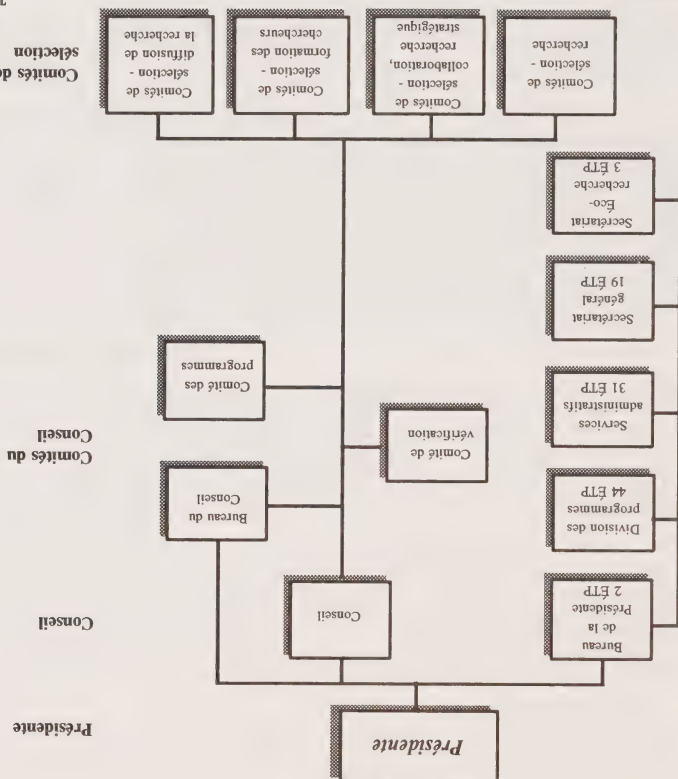 Présidente
Présidente
Bureau
de la
Présidente
2 ÉTP
Conseil
Conseil
Division des
programmes
44 ÉTP
Bureau du
Conseil
Comités du
Conseil
Services
administratifs
31 ÉTP
Comité de
vérification
Comité des
programmes
Secrétariat
général
19 ÉTP
Secrétariat
Éco-
recherche
3 ÉTP
Comités de
sélection -
recherche
Comités de
sélection -
collaboration,
recherche
stratégique
Comités de
sélection -
formation des
chercheurs
Comités de
sélection -
diffusion de
la recherche
Comités de
sélection